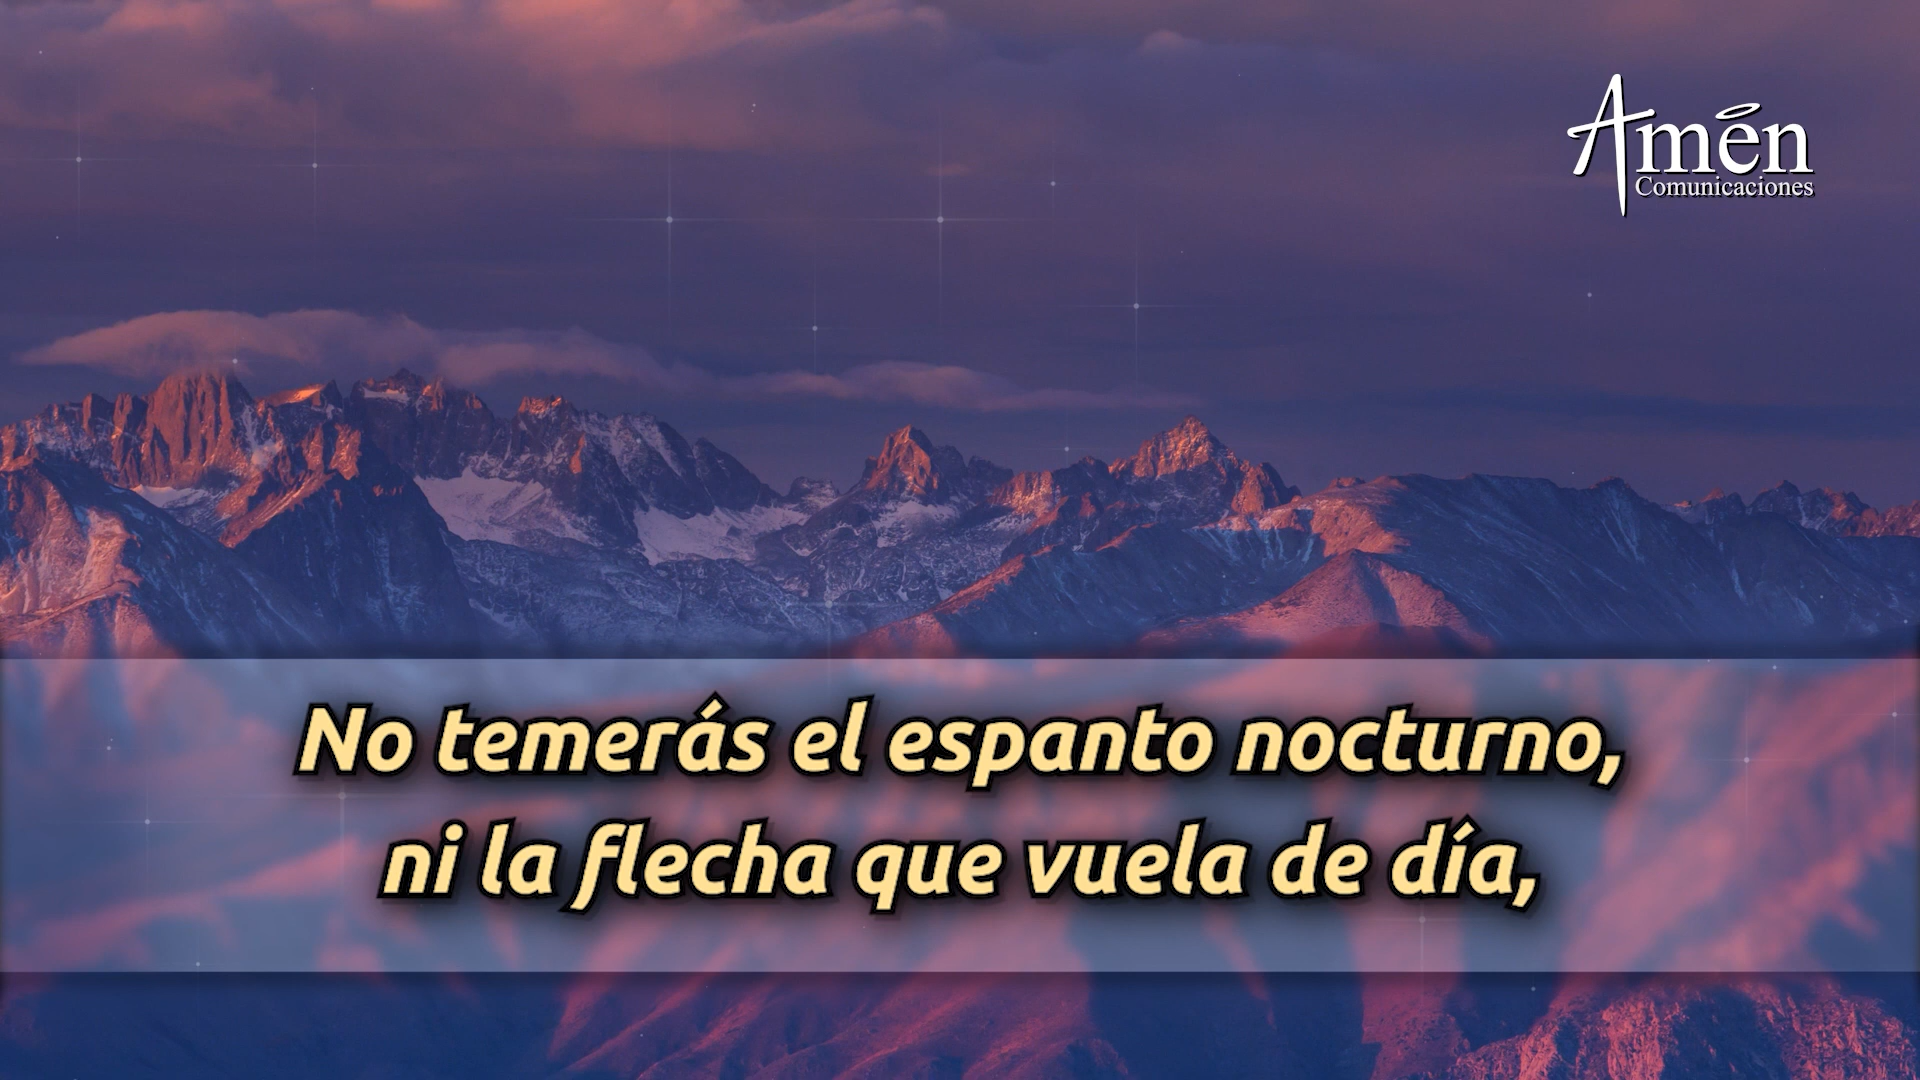 Amén
Comunicaciones
No temerás el espanto nocturno,
ni la flecha que vuela de día,